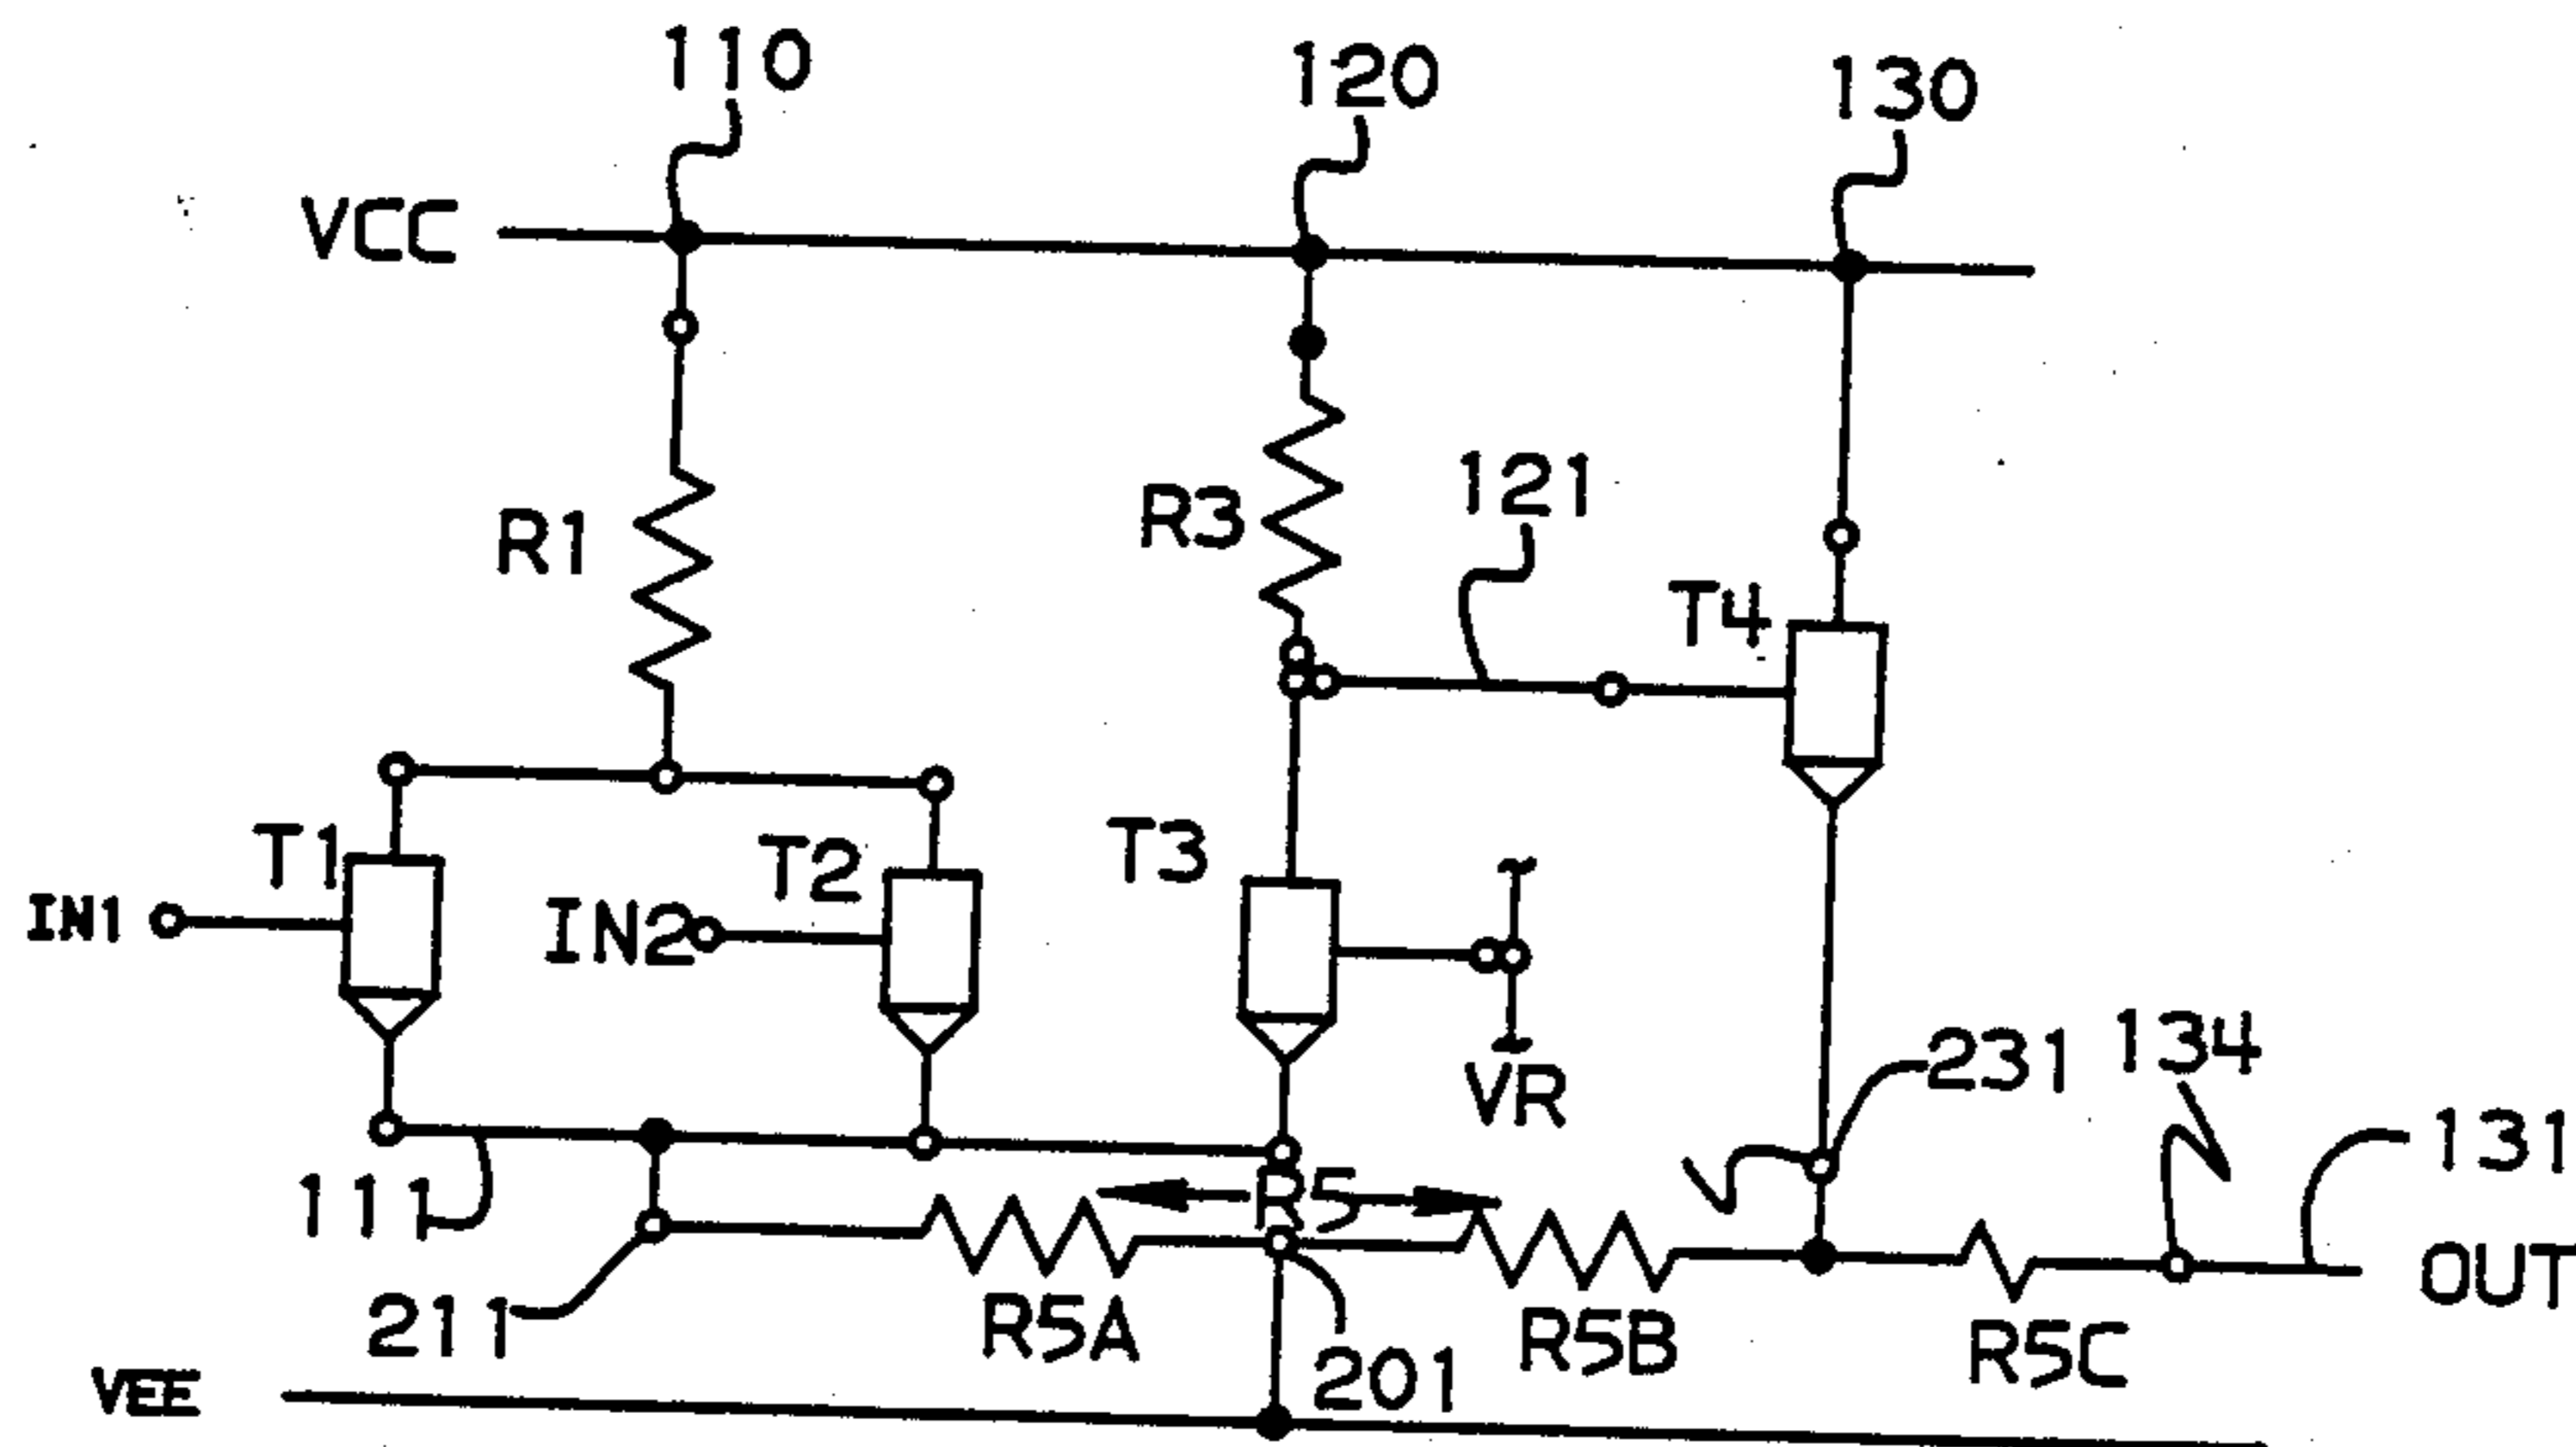 110
120
130
VCC
R1
R3
121
T4
T1
T2
T3
IN1
IN2
VR
231
134
131
111
R5
OUT
211
R5A
201
R5B
R5C
VEE